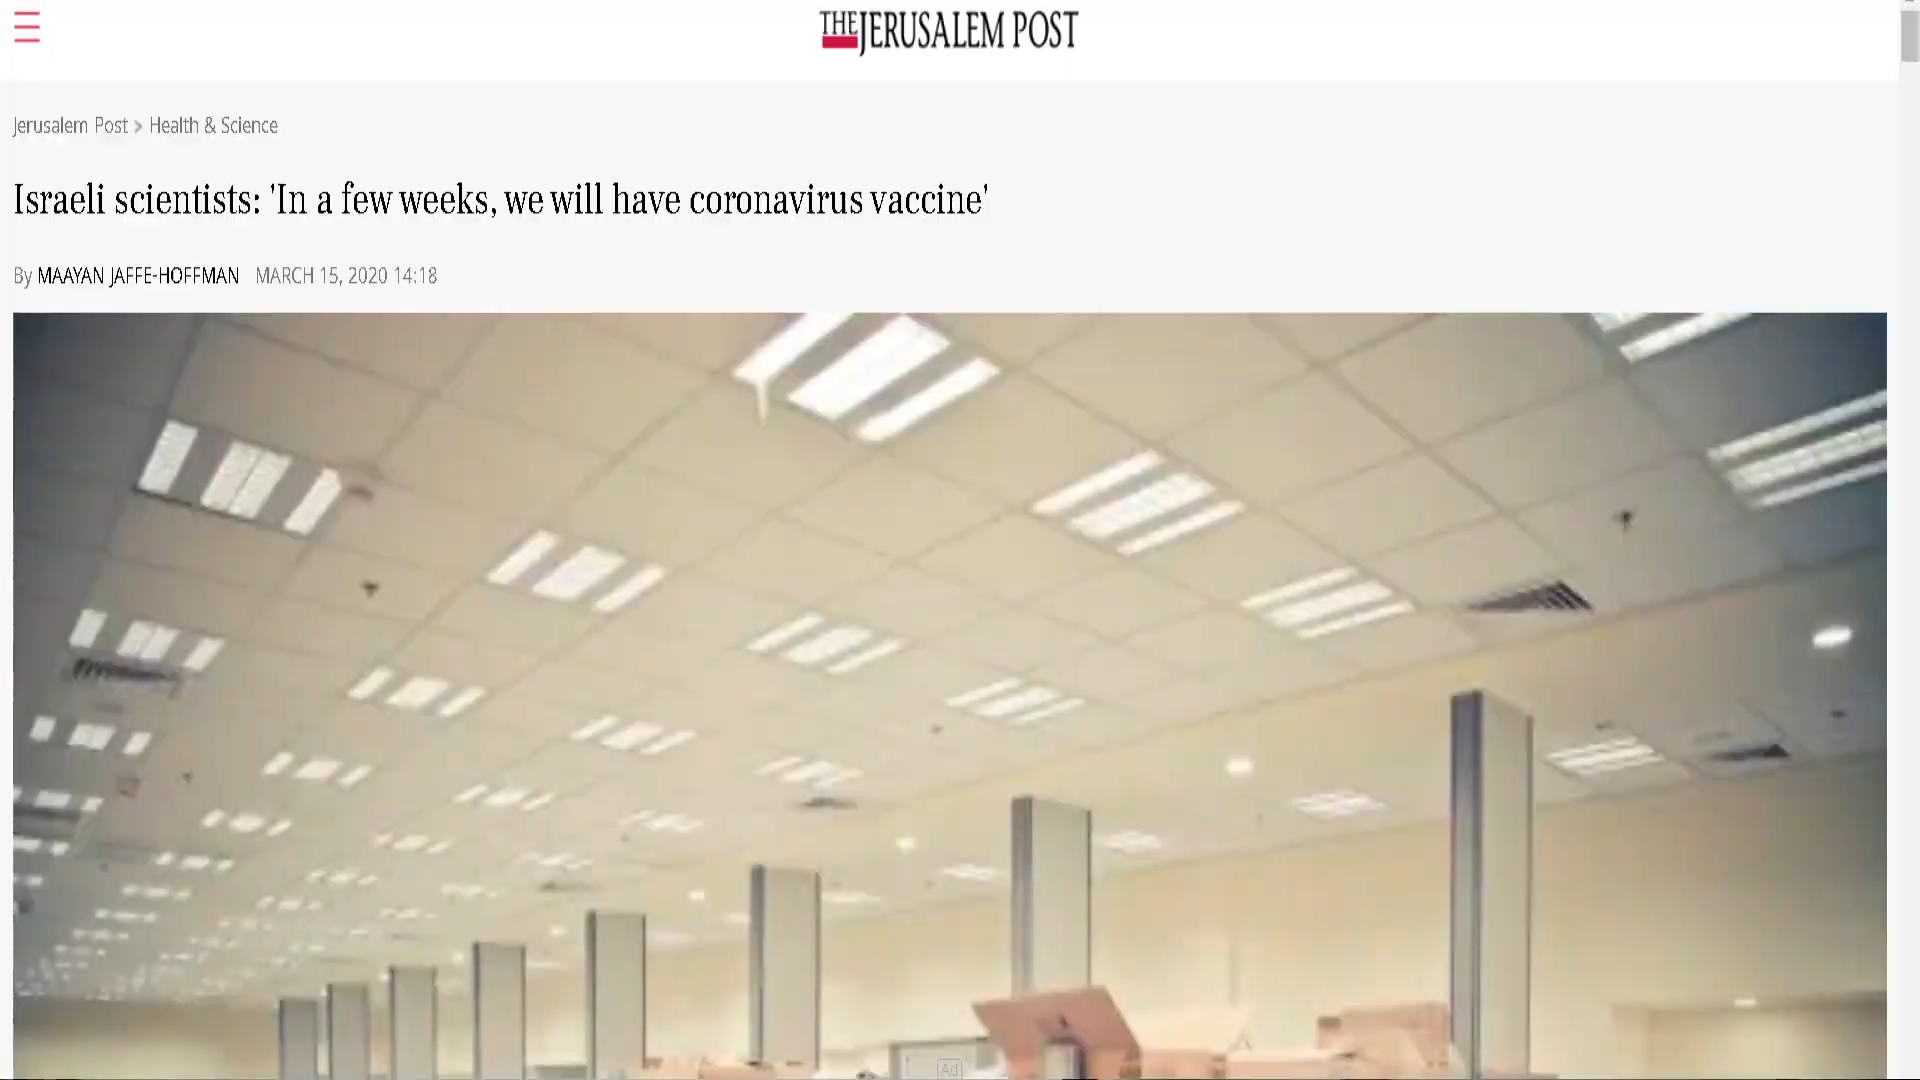 THE JERUSALEM POST
Jerusalem Post > Health & Science
Israeli scientists: 'In a few weeks, we will have coronavirus vaccine'
By MAAYAN JAFFE-HOFFMAN MARCH 15, 2020 14:18
Ad